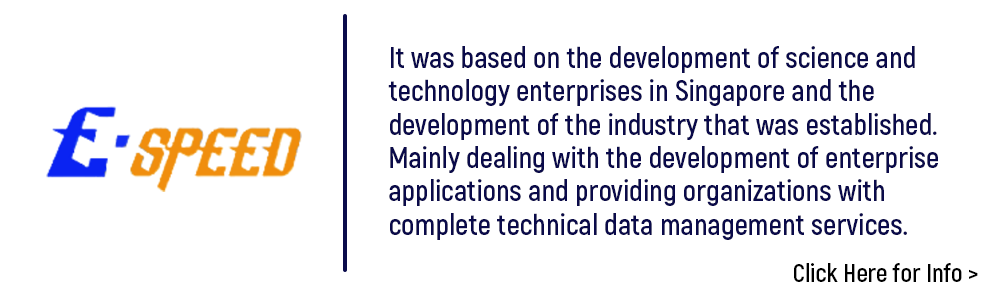 E·SPEED
It was based on the development of science and
technology enterprises in Singapore and the
development of the industry that was established.
Mainly dealing with the development of enterprise
applications and providing organizations with
complete technical data management services.
Click Here for Info >